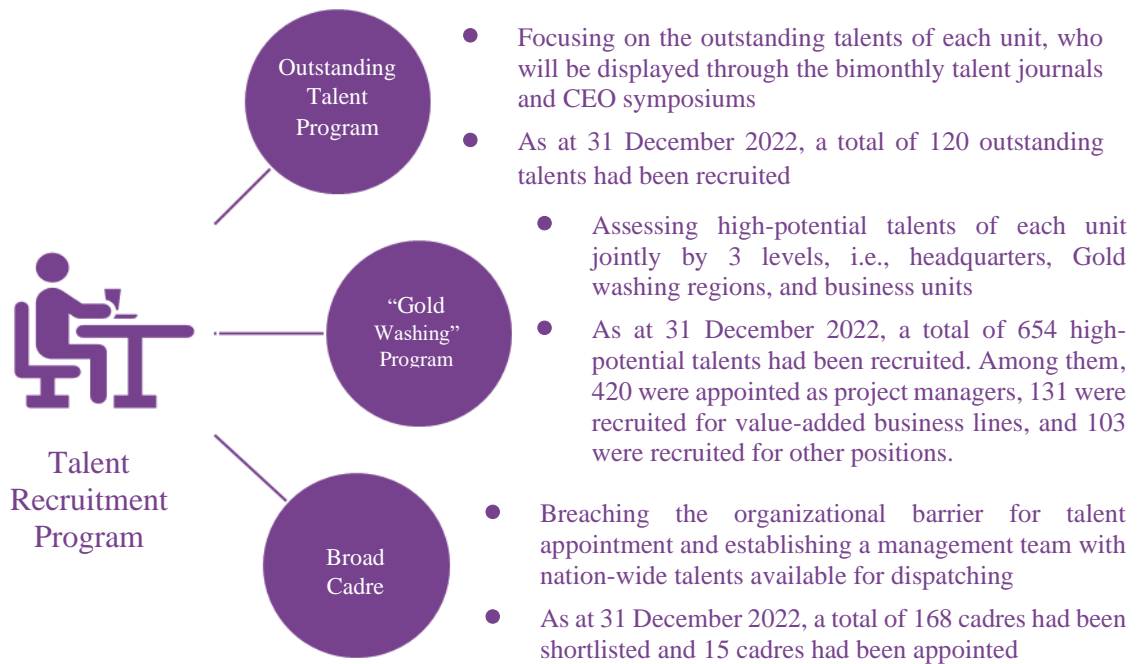 Outstanding
Talent
Program
● Focusing on the outstanding talents of each unit, who
will be displayed through the bimonthly talent journals
and CEO symposiums
● As at 31 December 2022, a total of 120 outstanding
talents had been recruited
“Gold
Washing”
Program
● Assessing high-potential talents of each unit
jointly by 3 levels, i.e., headquarters, Gold
washing regions, and business units
● As at 31 December 2022, a total of 654 high-
potential talents had been recruited. Among them,
420 were appointed as project managers, 131 were
recruited for value-added business lines, and 103
were recruited for other positions.
Talent
Recruitment
Program
Broad
Cadre
● Breaching the organizational barrier for talent
appointment and establishing a management team with
nation-wide talents available for dispatching
● As at 31 December 2022, a total of 168 cadres had been
shortlisted and 15 cadres had been appointed